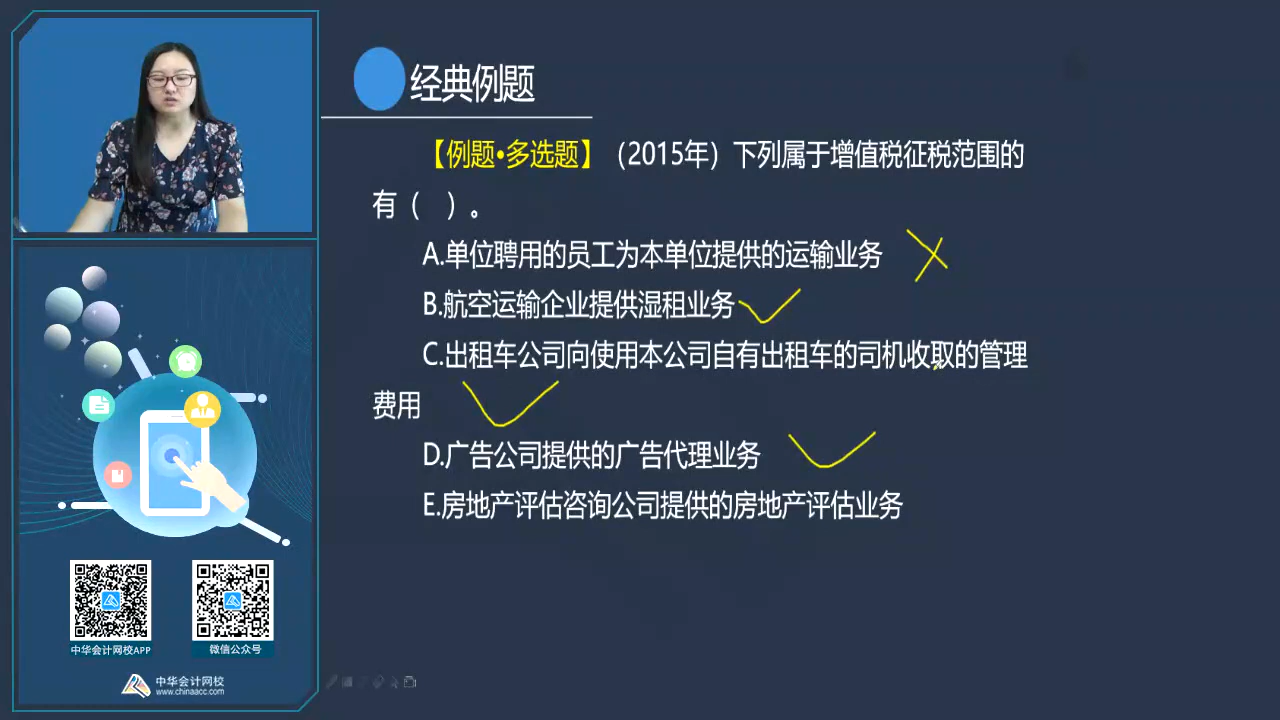 经典例题
【例题•多选题】（2015年）下列属于增值税征税范围的
有（ ）。
A.单位聘用的员工为本单位提供的运输业务
B.航空运输企业提供湿租业务
C.出租车公司向使用本公司自有出租车的司机收取的管理
费用
D.广告公司提供的广告代理业务
E.房地产评估咨询公司提供的房地产评估业务
中华会计网校APP
微信公众号
中华会计网校
www.chinaacc.com